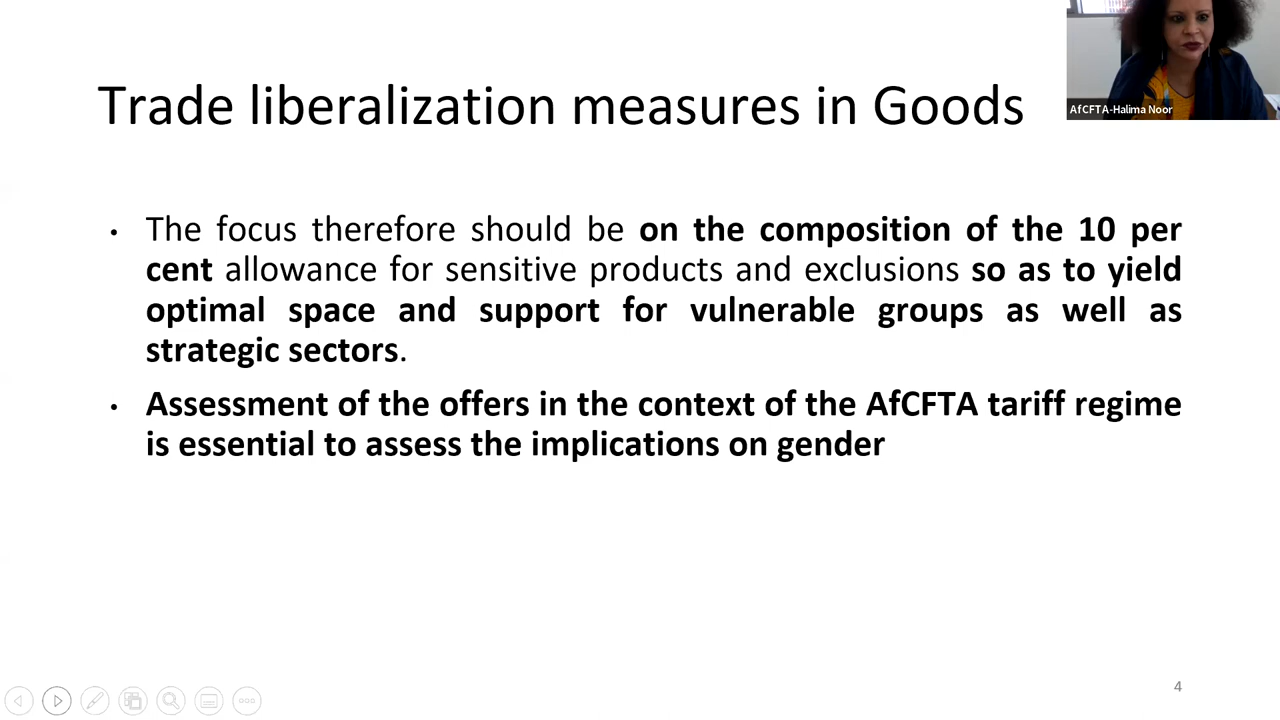 Trade liberalization measures in Goods
AfCFTA-Halima Noor
• The focus therefore should be on the composition of the 10 per
cent allowance for sensitive products and exclusions so as to yield
optimal space and support for vulnerable groups as well as
strategic sectors.
• Assessment of the offers in the context of the AfCFTA tariff regime
is essential to assess the implications on gender
4